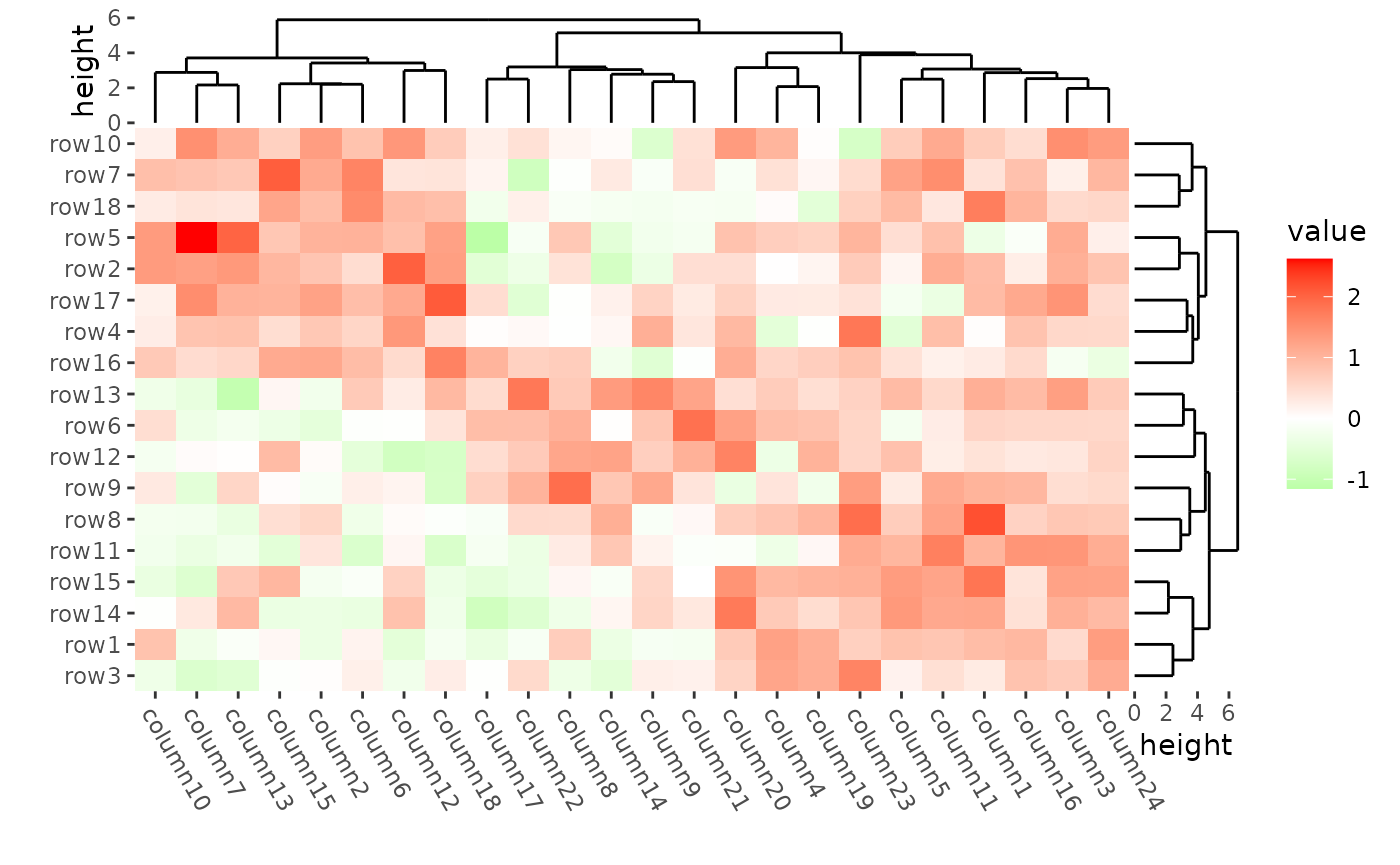 height
6
4
2
0
row10
row7
row18
row5
row2
row17
row4
row16
row13
row6
row12
row9
row8
row11
row15
row14
row1
row3
value
2
1
0
-1
column10
column7
column13
column15
column2
column6
column12
column18
column17
column22
column8
column14
column9
column21
column20
column4
column19
column23
column5
column11
column1
column16
column3
column24
0 2 4 6
height